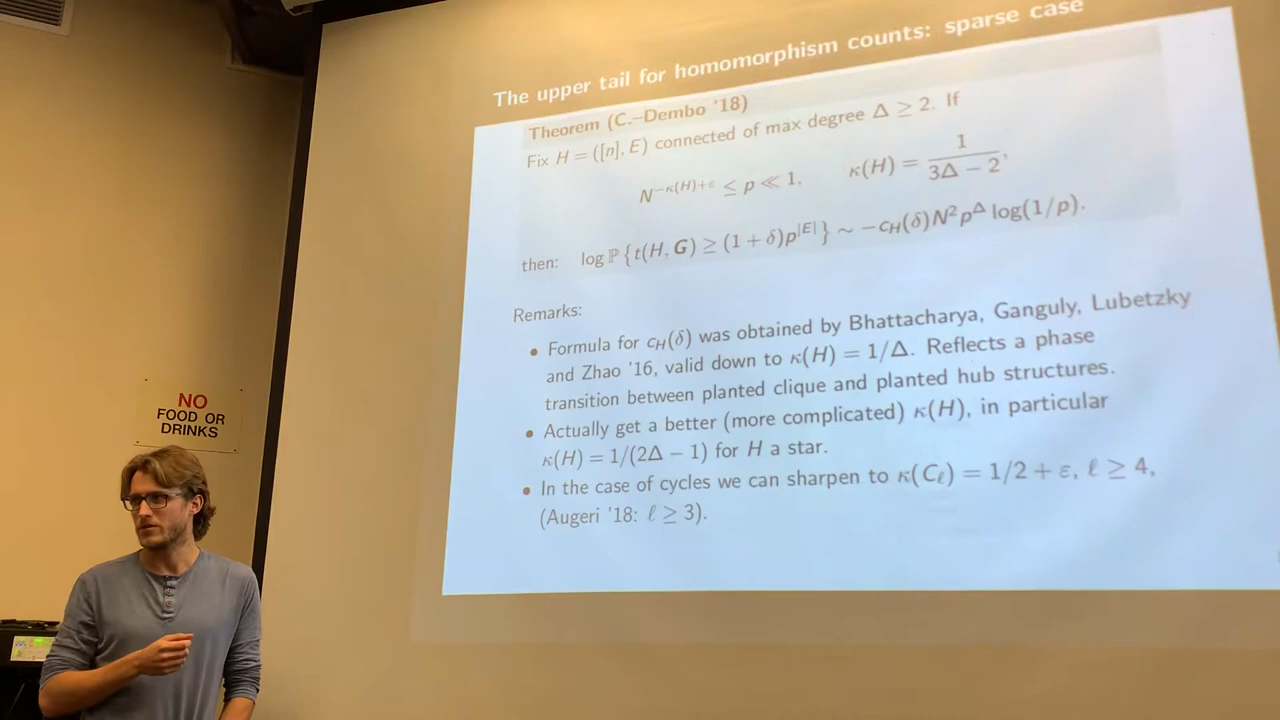 The upper tail for homomorphism counts: sparse case
Theorem (C.–Dembo '18)
Fix H = ([n], E) connected of max degree Δ ≥ 2. If
N^{−κ(H)+ε} ≤ p ≪ 1, κ(H) = 1/(3Δ − 2),
then: log ℙ {t(H, G) ≥ (1 + δ)p^{|E|}} ∼ −c_H(δ)N²p^Δ log(1/p).
Remarks:
• Formula for c_H(δ) was obtained by Bhattacharya, Ganguly, Lubetzky
and Zhao '16, valid down to κ(H) = 1/Δ. Reflects a phase
transition between planted clique and planted hub structures.
• Actually get a better (more complicated) κ(H), in particular
κ(H) = 1/(2Δ − 1) for H a star.
• In the case of cycles we can sharpen to κ(C_ℓ) = 1/2 + ε, ℓ ≥ 4,
(Augeri '18: ℓ ≥ 3).
NO
FOOD OR
DRINKS